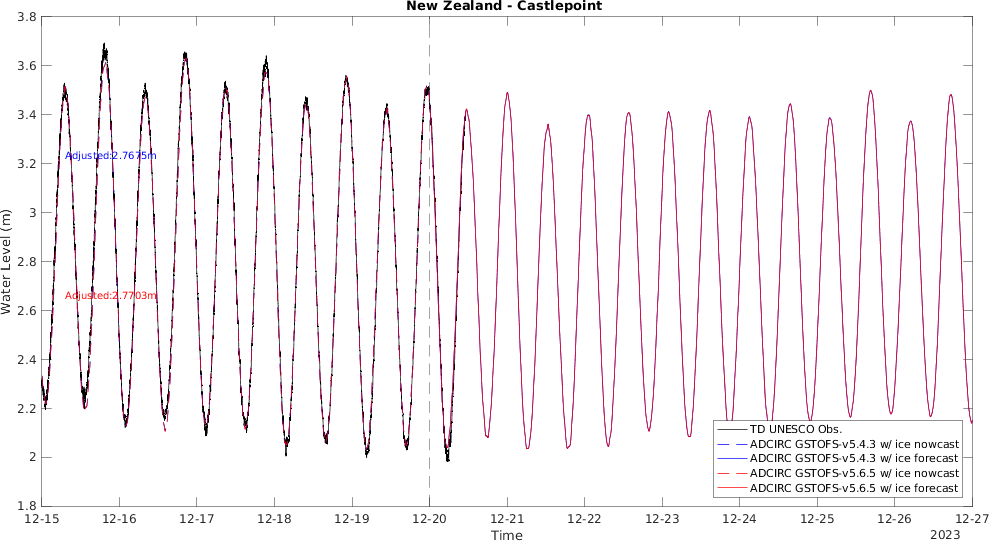 New Zealand - Castlepoint
3.8
3.6
3.4
3.2
3
2.8
2.6
2.4
2.2
2
1.8
Water Level (m)
Adjusted:2.7675m
Adjusted:2.7703m
TD UNESCO Obs.
ADCIRC GSTOFS-v5.4.3 w/ ice nowcast
ADCIRC GSTOFS-v5.4.3 w/ ice forecast
ADCIRC GSTOFS-v5.6.5 w/ ice nowcast
ADCIRC GSTOFS-v5.6.5 w/ ice forecast
12-15 12-16 12-17 12-18 12-19 12-20 12-21 12-22 12-23 12-24 12-25 12-26 12-27
Time
2023